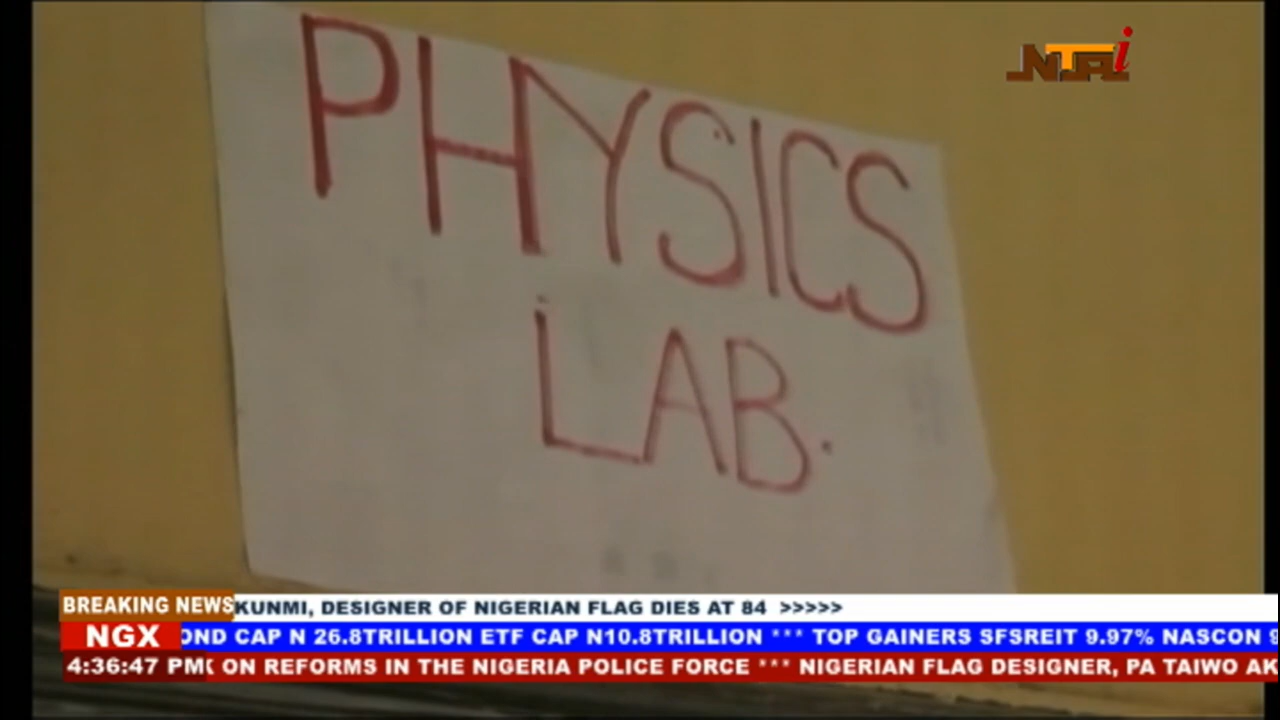 NTAi
PHYSICS
LAB.
BREAKING NEWS KUNMI, DESIGNER OF NIGERIAN FLAG DIES AT 84 >>>>>
NGX OND CAP N 26.8TRILLION ETF CAP N10.8TRILLION *** TOP GAINERS SFSREIT 9.97% NASCON 9
4:36:47 PM ON REFORMS IN THE NIGERIA POLICE FORCE *** NIGERIAN FLAG DESIGNER, PA TAIWO AK